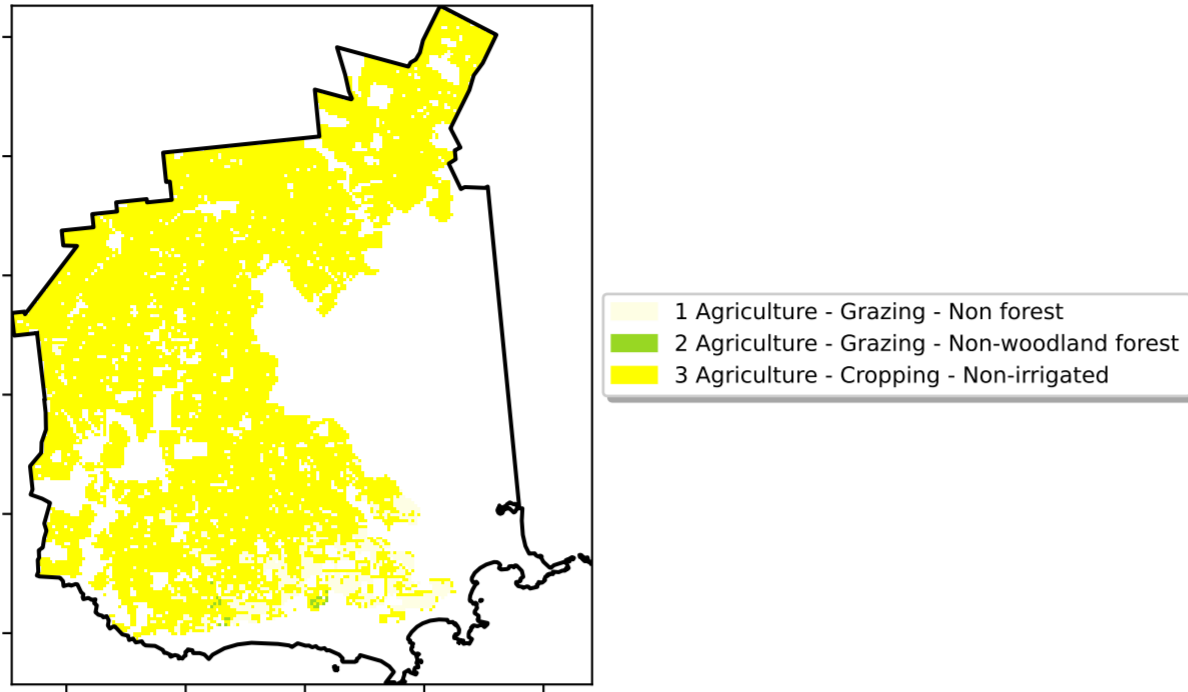 1 Agriculture - Grazing - Non forest
2 Agriculture - Grazing - Non-woodland forest
3 Agriculture - Cropping - Non-irrigated